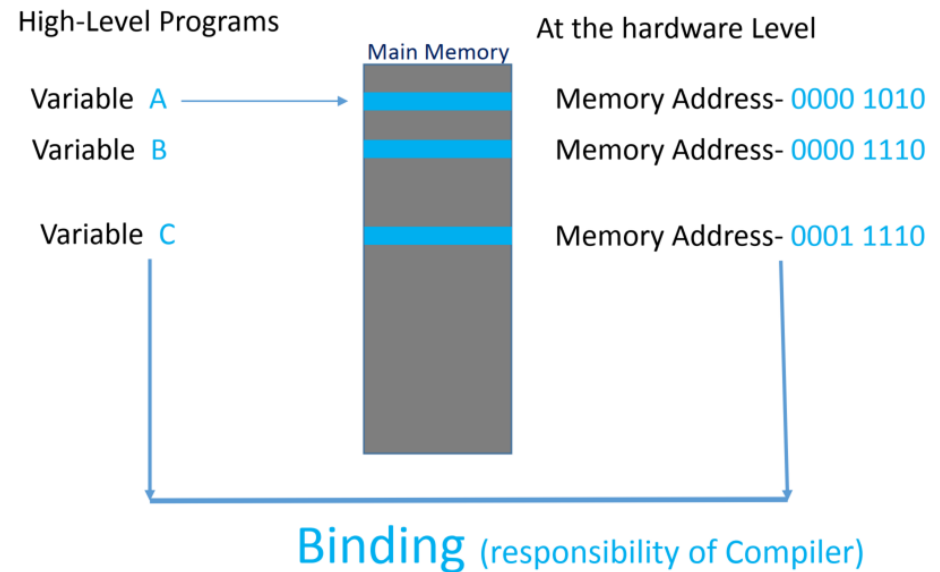 High-Level Programs
At the hardware Level
Main Memory
Variable A
Memory Address- 0000 1010
Variable B
Memory Address- 0000 1110
Variable C
Memory Address- 0001 1110
Binding (responsibility of Compiler)